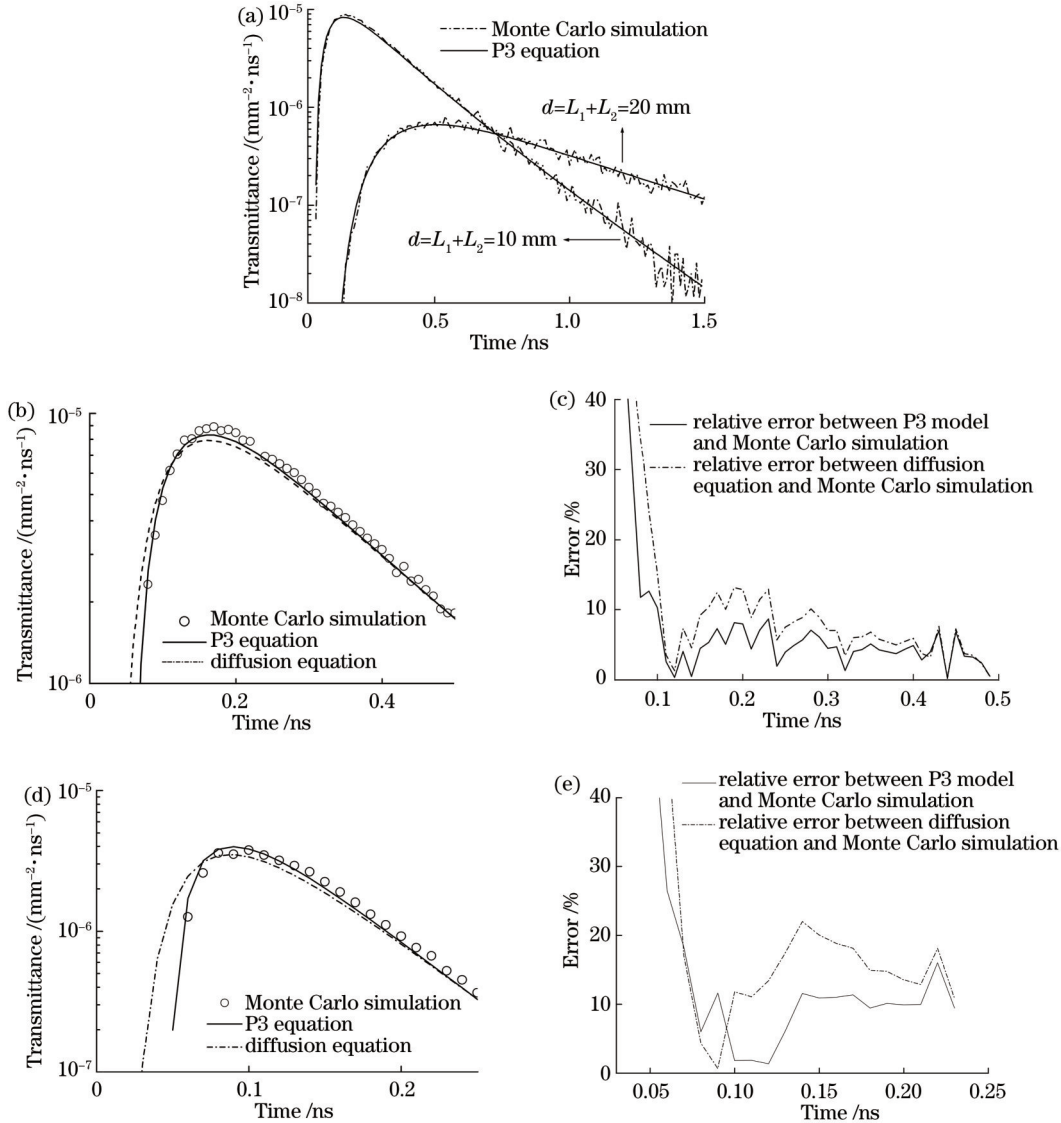 (a)
Transmittance /(mm⁻²·ns⁻¹)
10⁻⁵
10⁻⁶
10⁻⁷
10⁻⁸
Monte Carlo simulation
P3 equation
d=L₁+L₂=20 mm
d=L₁+L₂=10 mm
0 0.5 1.0 1.5
Time /ns
(b)
Transmittance /(mm⁻²·ns⁻¹)
10⁻⁵
10⁻⁶
Monte Carlo simulation
P3 equation
diffusion equation
0 0.2 0.4
Time /ns
(c)
Error /%
40
30
20
10
0
relative error between P3 model
and Monte Carlo simulation
relative error between diffusion
equation and Monte Carlo simulation
0.1 0.2 0.3 0.4 0.5
Time /ns
(d)
Transmittance /(mm⁻²·ns⁻¹)
10⁻⁵
10⁻⁶
10⁻⁷
Monte Carlo simulation
P3 equation
diffusion equation
0 0.1 0.2
Time /ns
(e)
Error /%
40
30
20
10
0
relative error between P3 model
and Monte Carlo simulation
relative error between diffusion
equation and Monte Carlo simulation
0.05 0.10 0.15 0.20 0.25
Time /ns